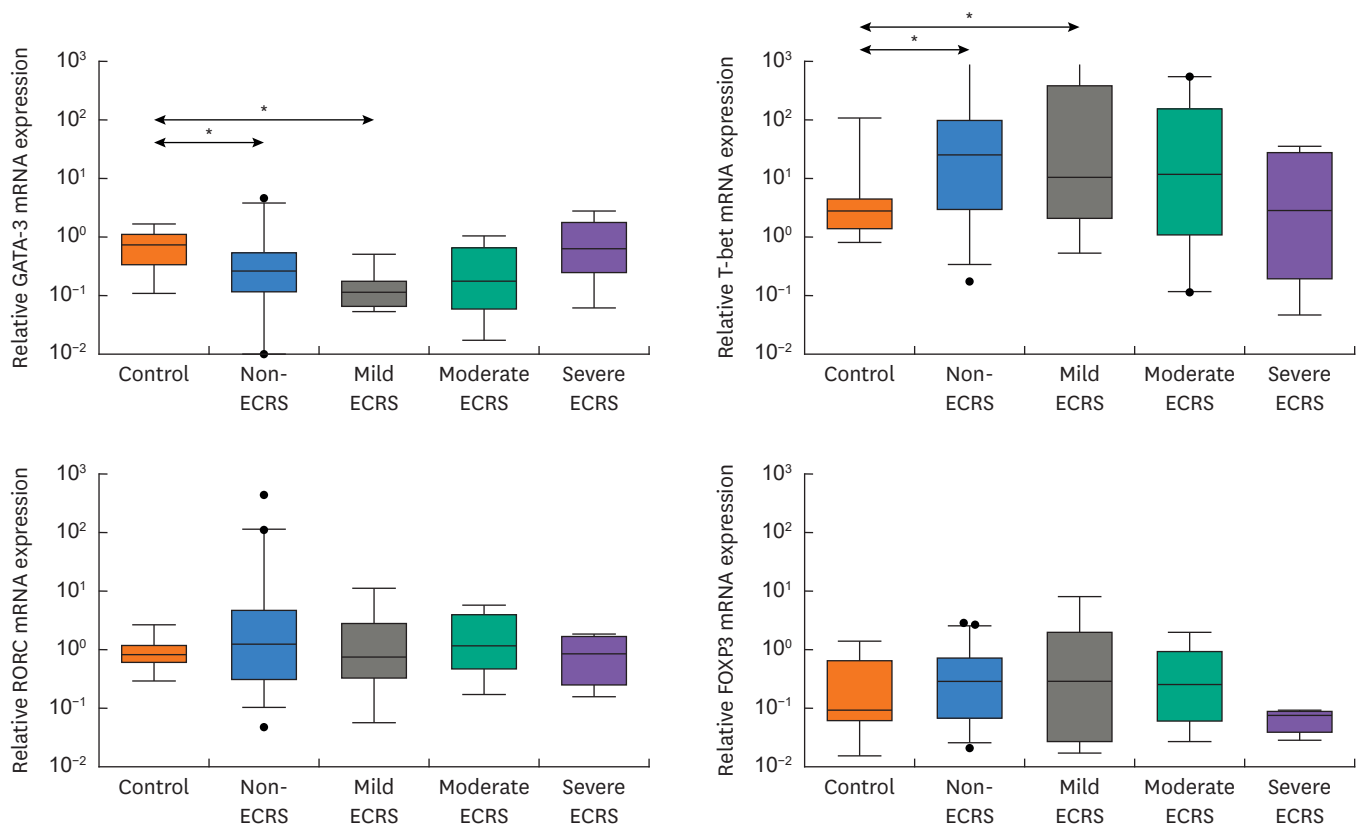 Relative GATA-3 mRNA expression
*
*
10³
10²
10¹
10⁰
10⁻¹
10⁻²
Control
Non-
ECRS
Mild
ECRS
Moderate
ECRS
Severe
ECRS
Relative T-bet mRNA expression
*
*
10³
10²
10¹
10⁰
10⁻¹
10⁻²
Control
Non-
ECRS
Mild
ECRS
Moderate
ECRS
Severe
ECRS
Relative RORC mRNA expression
10³
10²
10¹
10⁰
10⁻¹
10⁻²
Control
Non-
ECRS
Mild
ECRS
Moderate
ECRS
Severe
ECRS
Relative FOXP3 mRNA expression
10³
10²
10¹
10⁰
10⁻¹
10⁻²
Control
Non-
ECRS
Mild
ECRS
Moderate
ECRS
Severe
ECRS